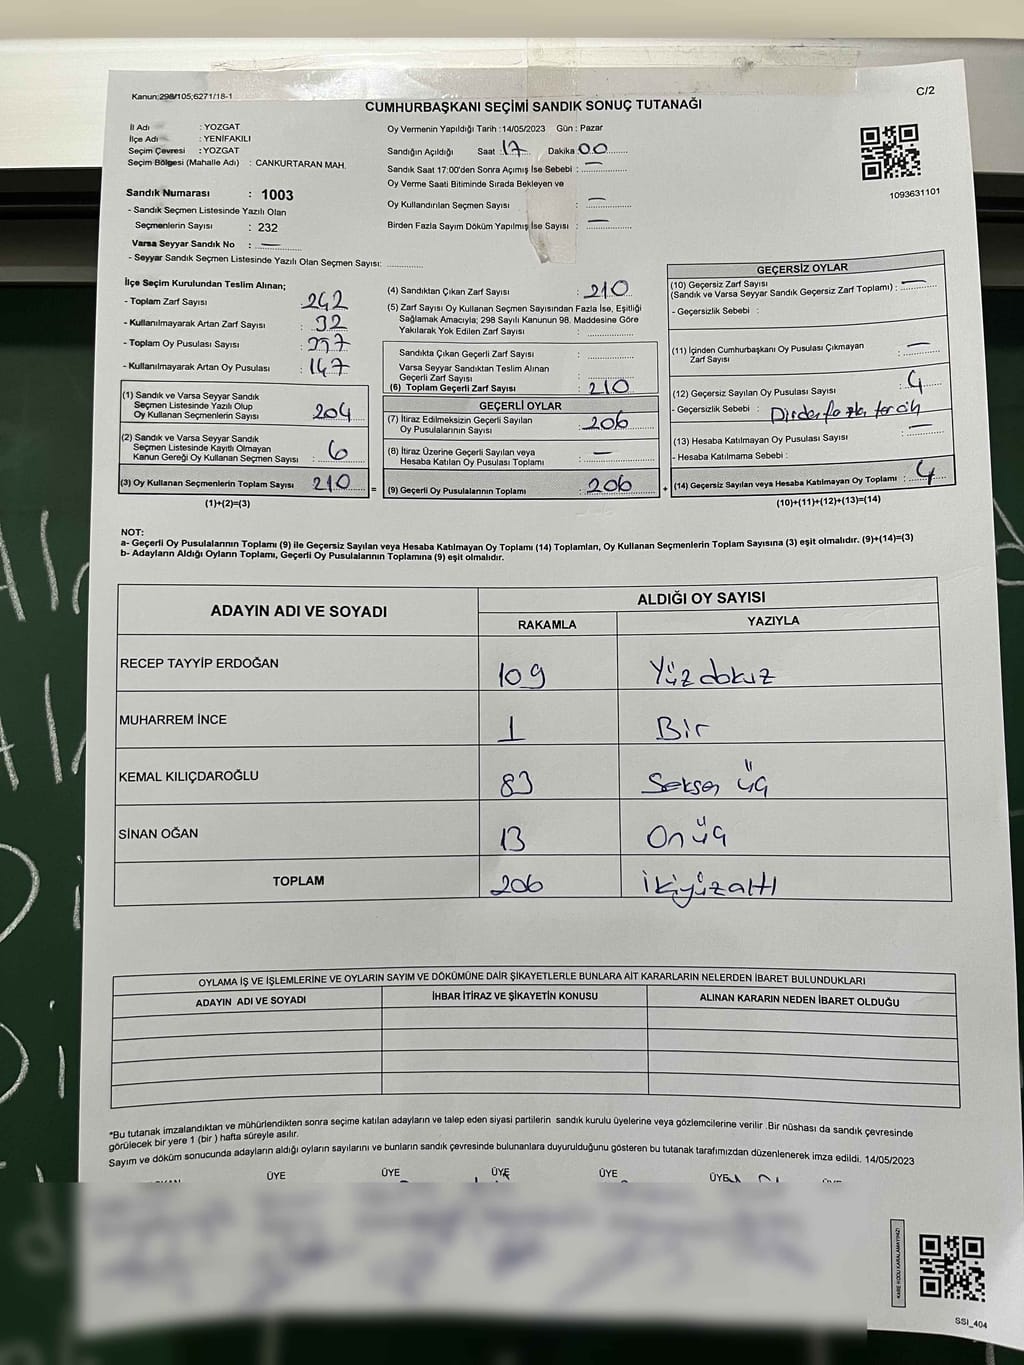 Kanun;298/105;6271/18-1
C/2
CUMHURBAŞKANI SEÇİMİ SANDIK SONUÇ TUTANAĞI
İl Adı : YOZGAT
İlçe Adı : YENİFAKILI
Seçim Çevresi : YOZGAT
Seçim Bölgesi (Mahalle Adı) : CANKURTARAN MAH.
Sandık Numarası : 1003
- Sandık Seçmen Listesinde Yazılı Olan
Seçmenlerin Sayısı : 232
Varsa Seyyar Sandık No : —
- Seyyar Sandık Seçmen Listesinde Yazılı Olan Seçmen Sayısı: ............
Oy Vermenin Yapıldığı Tarih :14/05/2023 Gün : Pazar
Sandığın Açıldığı Saat 17 Dakika 00
Sandık Saat 17:00'den Sonra Açımış İse Sebebi : —
Oy Verme Saati Bitiminde Sırada Bekleyen ve
Oy Kullandırılan Seçmen Sayısı : —
Birden Fazla Sayım Döküm Yapılmış İse Sayısı : —
1093631101
İlçe Seçim Kurulundan Teslim Alınan;
- Toplam Zarf Sayısı : 242
- Kullanılmayarak Artan Zarf Sayısı : 32
- Toplam Oy Pusulası Sayısı :
- Kullanılmayarak Artan Oy Pusulası : 147
(1) Sandık ve Varsa Seyyar Sandık
Seçmen Listesinde Yazılı Olup
Oy Kullanan Seçmenlerin Sayısı : 204
(2) Sandık ve Varsa Seyyar Sandık
Seçmen Listesinde Kayıtlı Olmayan
Kanun Gereği Oy Kullanan Seçmen Sayısı : 6
(3) Oy Kullanan Seçmenlerin Toplam Sayısı : 210
(1)+(2)=(3)
=
(4) Sandıktan Çıkan Zarf Sayısı : 210
(5) Zarf Sayısı Oy Kullanan Seçmen Sayısından Fazla İse, Eşitliği
Sağlamak Amacıyla; 298 Sayılı Kanunun 98. Maddesine Göre
Yakılarak Yok Edilen Zarf Sayısı : ............
Sandıkta Çıkan Geçerli Zarf Sayısı : ............
Varsa Seyyar Sandıktan Teslim Alınan
Geçerli Zarf Sayısı : ............
(6) Toplam Geçerli Zarf Sayısı : 210
GEÇERLİ OYLAR
(7) İtiraz Edilmeksizin Geçerli Sayılan
Oy Pusulalarının Sayısı : 206
(8) İtiraz Üzerine Geçerli Sayılan veya
Hesaba Katılan Oy Pusulası Toplamı : —
(9) Geçerli Oy Pusulalarının Toplamı : 206
+
GEÇERSİZ OYLAR
(10) Geçersiz Zarf Sayısı
(Sandık ve Varsa Seyyar Sandık Geçersiz Zarf Toplamı) : —
- Geçersizlik Sebebi :
(11) İçinden Cumhurbaşkanı Oy Pusulası Çıkmayan
Zarf Sayısı : —
(12) Geçersiz Sayılan Oy Pusulası Sayısı : 4
- Geçersizlik Sebebi :
(13) Hesaba Katılmayan Oy Pusulası Sayısı : —
- Hesaba Katılmama Sebebi :
(14) Geçersiz Sayılan veya Hesaba Katılmayan Oy Toplamı : 4
(10)+(11)+(12)+(13)=(14)
NOT:
a- Geçerli Oy Pusulalarının Toplamı (9) ile Geçersiz Sayılan veya Hesaba Katılmayan Oy Toplamı (14) Toplamları, Oy Kullanan Seçmenlerin Toplam Sayısına (3) eşit olmalıdır. (9)+(14)=(3)
b- Adayların Aldığı Oyların Toplamı, Geçerli Oy Pusulalarının Toplamına (9) eşit olmalıdır.
ADAYIN ADI VE SOYADI
ALDIĞI OY SAYISI
RAKAMLA YAZIYLA
RECEP TAYYİP ERDOĞAN 109 Yüz dokuz
MUHARREM İNCE 1 Bir
KEMAL KILIÇDAROĞLU 83 Seksen üç
SİNAN OĞAN 13 On üç
TOPLAM 206 İkiyüzaltı
OYLAMA İŞ VE İŞLEMLERİNE VE OYLARIN SAYIM VE DÖKÜMÜNE DAİR ŞİKAYETLERLE BUNLARA AİT KARARLARIN NELERDEN İBARET BULUNDUKLARI
ADAYIN ADI VE SOYADI İHBAR İTİRAZ VE ŞİKAYETİN KONUSU ALINAN KARARIN NEDEN İBARET OLDUĞU
*Bu tutanak imzalandıktan ve mühürlendikten sonra seçime katılan adayların ve talep eden siyasi partilerin sandık kurulu üyelerine veya gözlemcilerine verilir .Bir nüshası da sandık çevresinde
görülecek bir yere 1 (bir ) hafta süreyle asılır.
Sayım ve döküm sonucunda adayların aldığı oyların sayılarını ve bunların sandık çevresinde bulunanlara duyurulduğunu gösteren bu tutanak tarafımızdan düzenlenerek imza edildi. 14/05/2023
ÜYE ÜYE ÜYE ÜYE ÜYE
KARE KODU KARALAMAYINIZ!
SSI_404